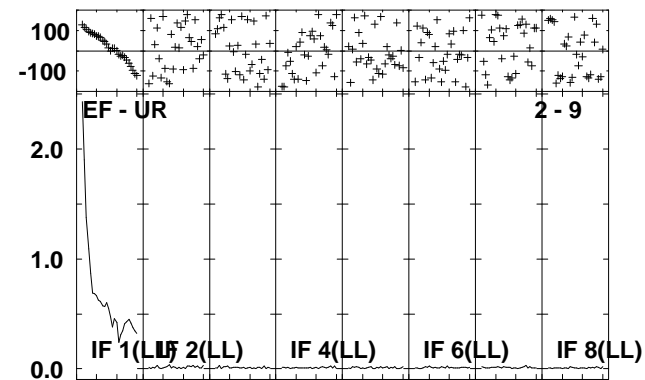 100
-100
EF - UR 2 - 9
2.0
1.0
IF 1(LL) IF 2(LL) IF 4(LL) IF 6(LL) IF 8(LL)
0.0